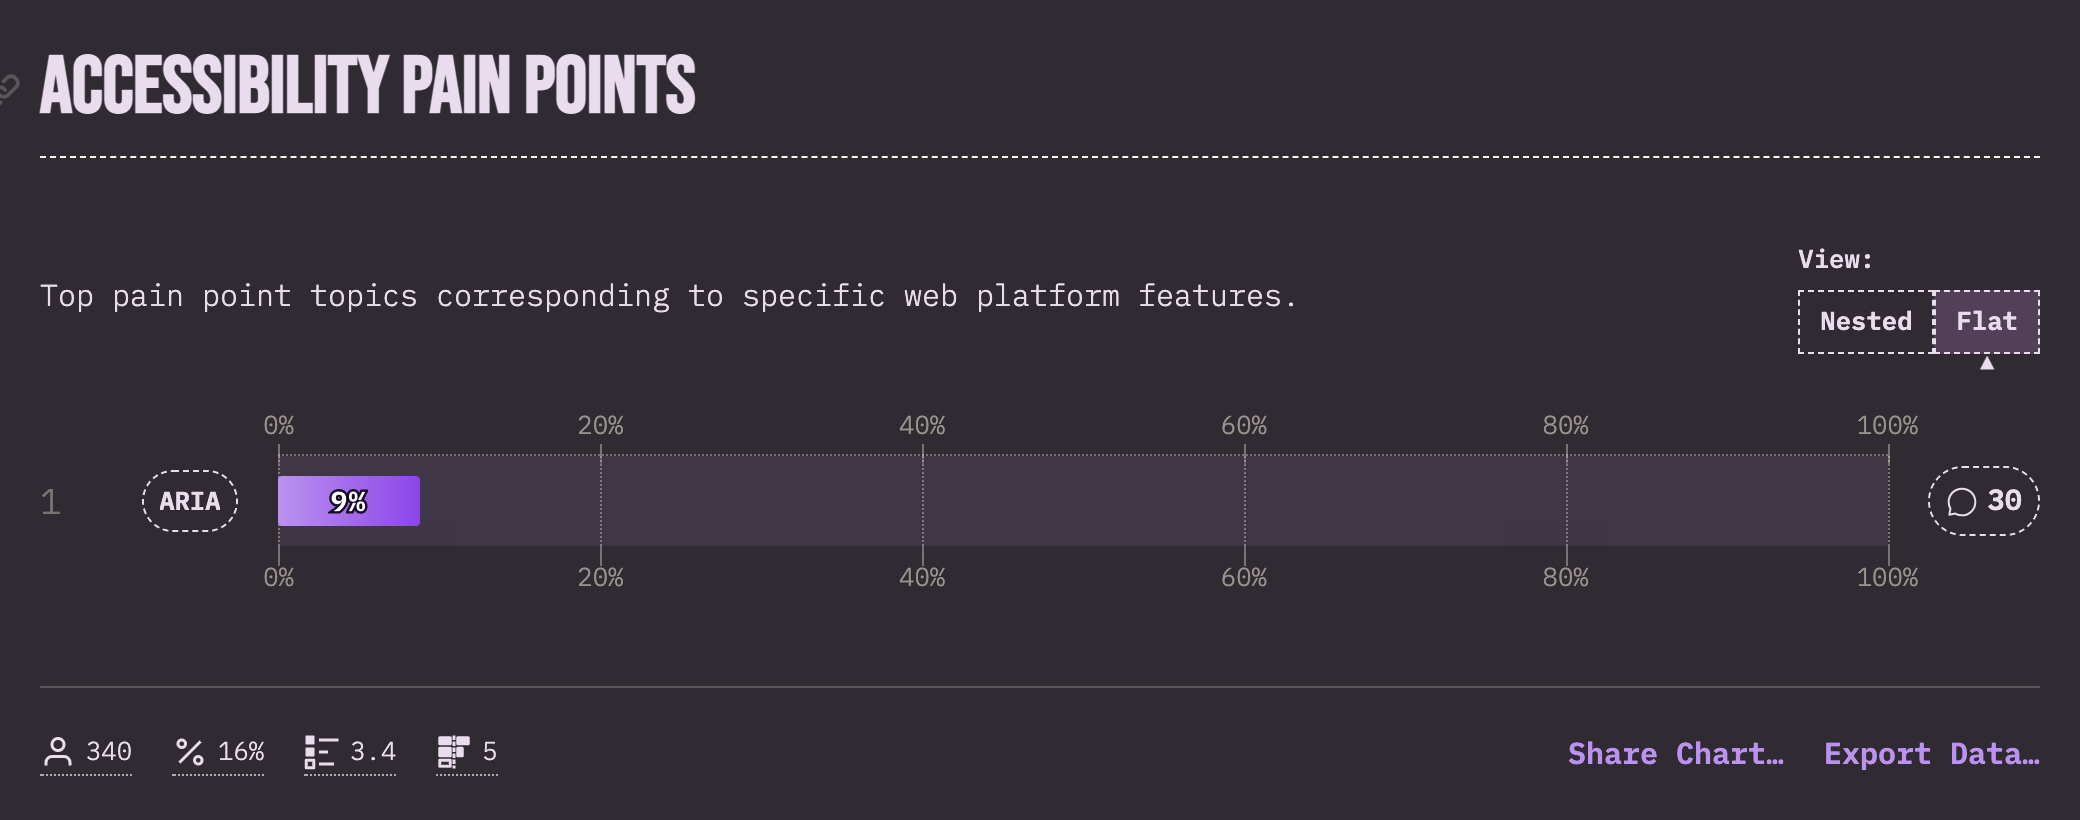 ACCESSIBILITY PAIN POINTS
View:
Top pain point topics corresponding to specific web platform features.
Nested Flat
0% 20% 40% 60% 80% 100%
1 ARIA 9% 30
0% 20% 40% 60% 80% 100%
340 16% 3.4 5 Share Chart… Export Data…